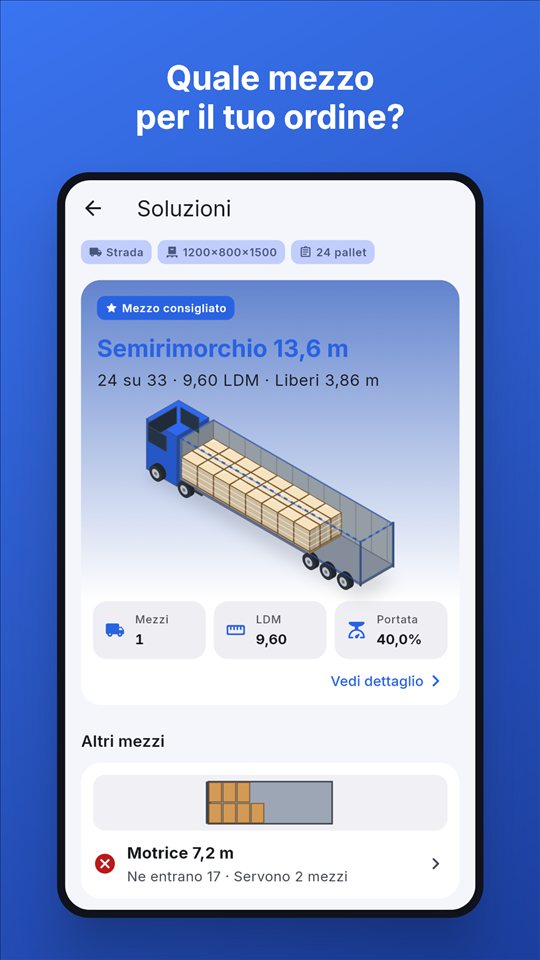 Quale mezzo
per il tuo ordine?
Soluzioni
Strada
1200×800×1500
24 pallet
Mezzo consigliato
Semirimorchio 13,6 m
24 su 33 · 9,60 LDM · Liberi 3,86 m
Mezzi
1
LDM
9,60
Portata
40,0%
Vedi dettaglio
Altri mezzi
Motrice 7,2 m
Ne entrano 17 · Servono 2 mezzi